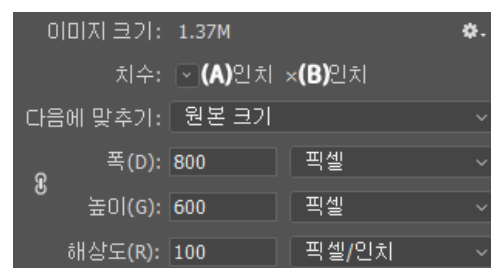 이미지 크기: 1.37M
치수: (A)인치 ×(B)인치
다음에 맞추기: 원본 크기
폭(D): 800 픽셀
높이(G): 600 픽셀
해상도(R): 100 픽셀/인치